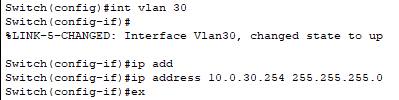 Switch(config)#int vlan 30
Switch(config-if)#
%LINK-5-CHANGED: Interface Vlan30, changed state to up
Switch(config-if)#ip add
Switch(config-if)#ip address 10.0.30.254 255.255.255.0
Switch(config-if)#ex